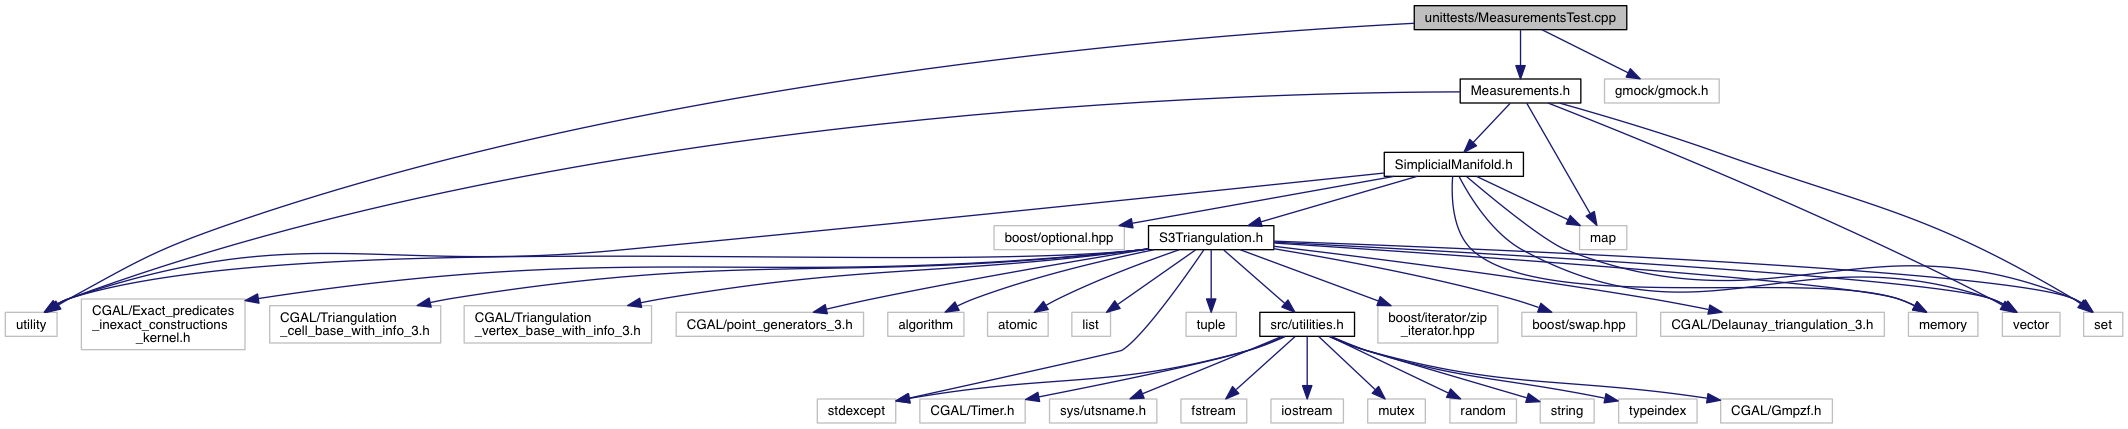 unittests/MeasurementsTest.cpp
Measurements.h
gmock/gmock.h
SimplicialManifold.h
boost/optional.hpp
S3Triangulation.h
map
utility
CGAL/Exact_predicates
_inexact_constructions
_kernel.h
CGAL/Triangulation
_cell_base_with_info_3.h
CGAL/Triangulation
_vertex_base_with_info_3.h
CGAL/point_generators_3.h
algorithm
atomic
list
tuple
src/utilities.h
boost/iterator/zip
_iterator.hpp
boost/swap.hpp
CGAL/Delaunay_triangulation_3.h
memory
vector
set
stdexcept
CGAL/Timer.h
sys/utsname.h
fstream
iostream
mutex
random
string
typeindex
CGAL/Gmpzf.h